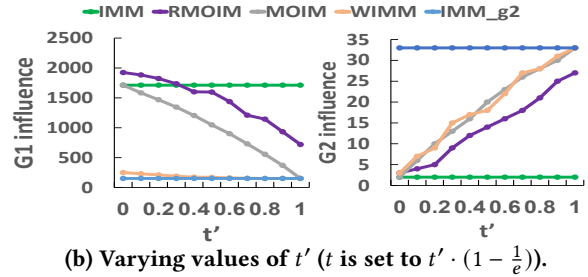 IMM RMOIM MOIM WIMM IMM_g2
G1 influence
2500
2000
1500
1000
500
0
0 0.2 0.4 0.6 0.8 1
t'
G2 influence
35
30
25
20
15
10
5
0
0 0.2 0.4 0.6 0.8 1
t'
(b) Varying values of t′ (t is set to t′ · (1 − 1/e)).